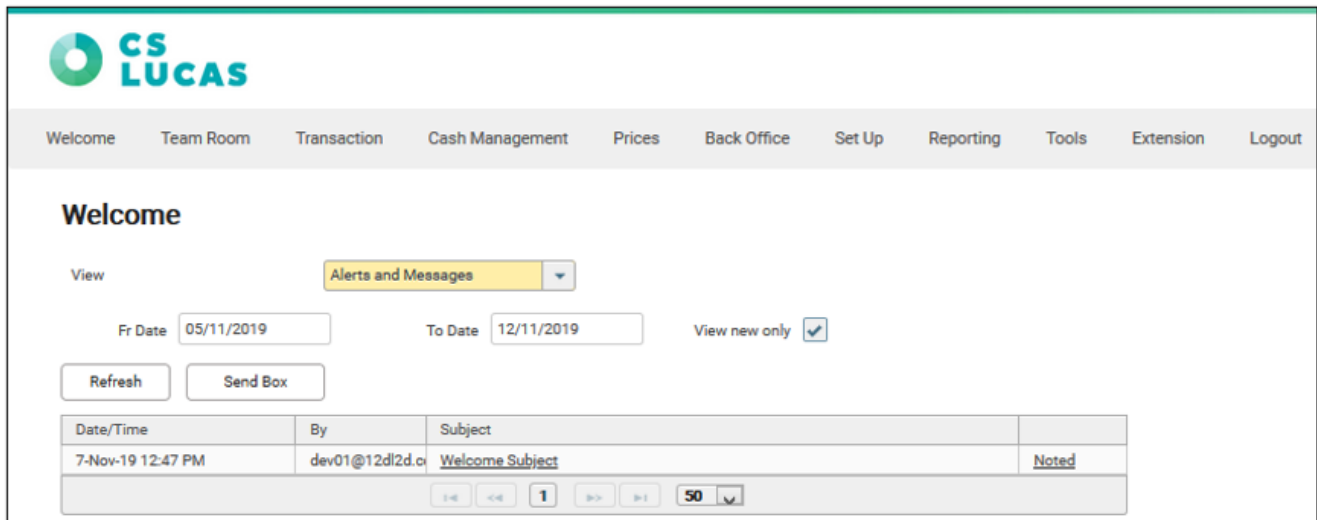 CS
LUCAS
Welcome Team Room Transaction Cash Management Prices Back Office Set Up Reporting Tools Extension Logout
Welcome
View Alerts and Messages
Fr Date 05/11/2019 To Date 12/11/2019 View new only
Refresh Send Box
Date/Time By Subject
7-Nov-19 12:47 PM dev01@12dl2d.c Welcome Subject Noted
1 50